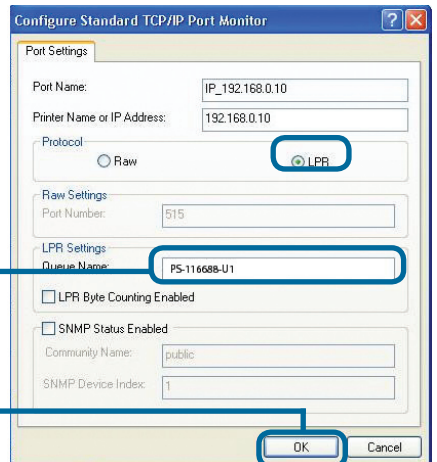 Configure Standard TCP/IP Port Monitor
Port Settings
Port Name: IP_192.168.0.10
Printer Name or IP Address: 192.168.0.10
Protocol
Raw LPR
Raw Settings
Port Number: 515
LPR Settings
Queue Name: PS-116688-U1
LPR Byte Counting Enabled
SNMP Status Enabled
Community Name: public
SNMP Device Index: 1
OK Cancel